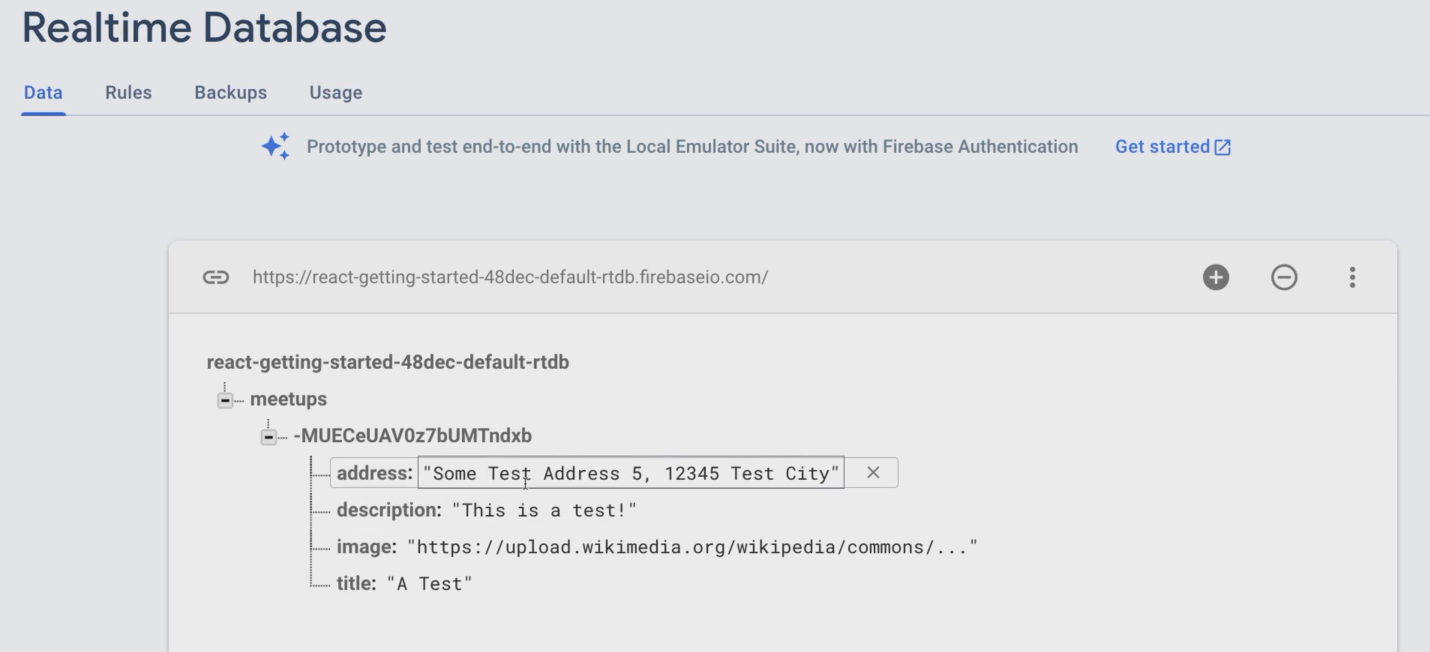 Realtime Database
Data Rules Backups Usage
Prototype and test end-to-end with the Local Emulator Suite, now with Firebase Authentication Get started
https://react-getting-started-48dec-default-rtdb.firebaseio.com/
react-getting-started-48dec-default-rtdb
meetups
-MUECeUAV0z7bUMTndxb
address: "Some Test Address 5, 12345 Test City"
description: "This is a test!"
image: "https://upload.wikimedia.org/wikipedia/commons/..."
title: "A Test"